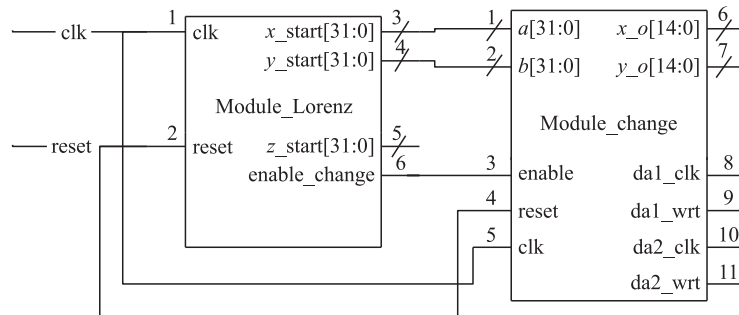 clk
reset
1
2
clk
reset
Module_Lorenz
x_start[31:0]
y_start[31:0]
z_start[31:0]
enable_change
3
4
5
6
1
2
3
4
5
a[31:0]
b[31:0]
enable
reset
clk
Module_change
x_o[14:0]
y_o[14:0]
da1_clk
da1_wrt
da2_clk
da2_wrt
6
7
8
9
10
11